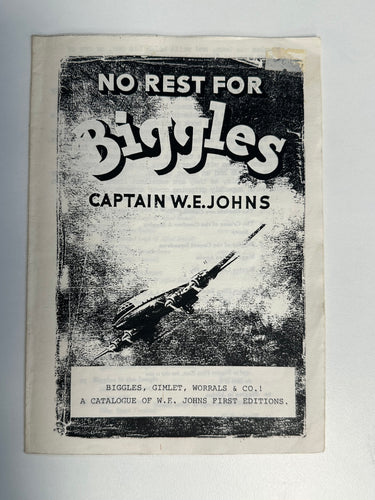 NO REST FOR
Biggles
CAPTAIN W.E. JOHNS
BIGGLES, GIMLET, WORRALS & CO.!
A CATALOGUE OF W.E. JOHNS FIRST EDITIONS.